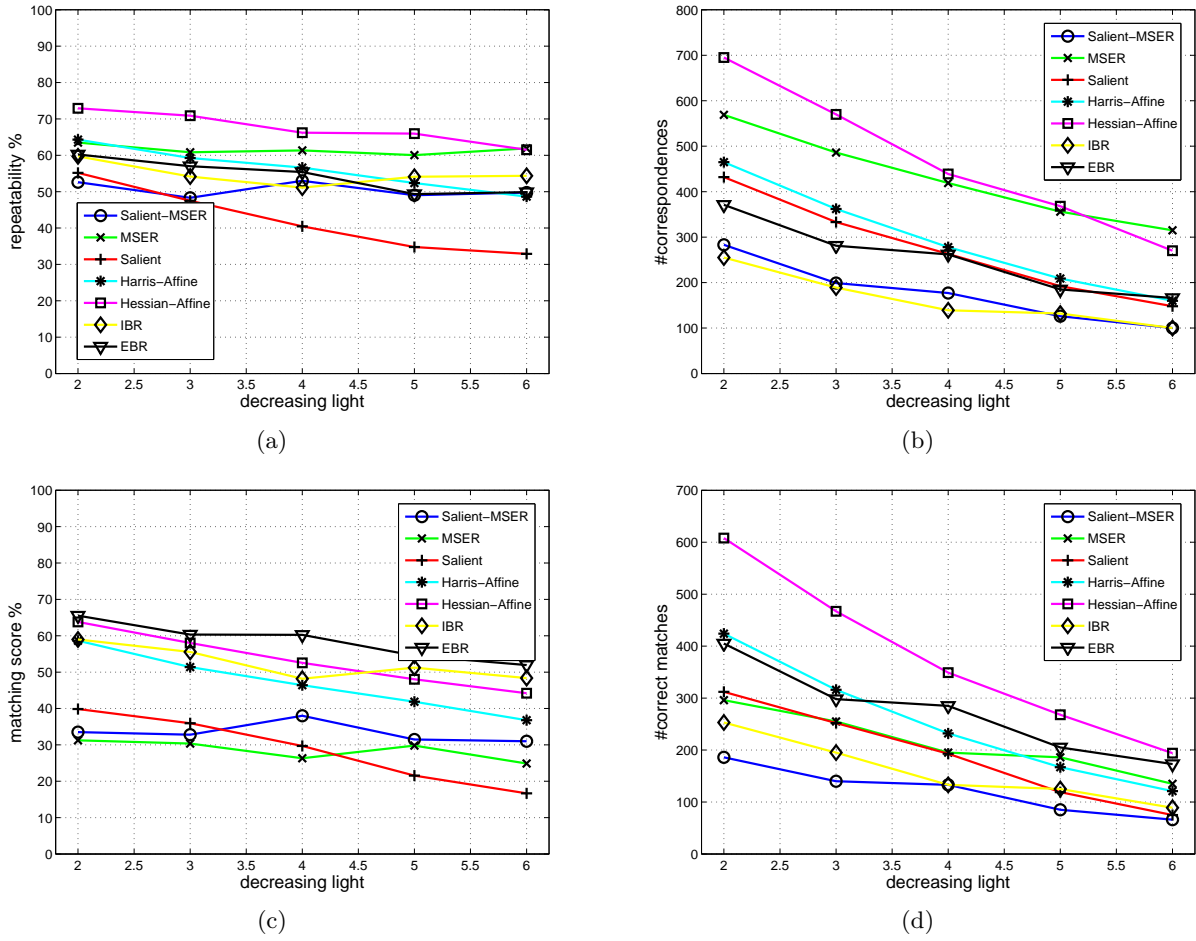 100
90
80
70
60
50
40
30
20
10
0
repeatability %
Salient−MSER
MSER
Salient
Harris−Affine
Hessian−Affine
IBR
EBR
2 2.5 3 3.5 4 4.5 5 5.5 6
decreasing light
(a)
800
700
600
500
400
300
200
100
0
#correspondences
Salient−MSER
MSER
Salient
Harris−Affine
Hessian−Affine
IBR
EBR
2 2.5 3 3.5 4 4.5 5 5.5 6
decreasing light
(b)
100
90
80
70
60
50
40
30
20
10
0
matching score %
Salient−MSER
MSER
Salient
Harris−Affine
Hessian−Affine
IBR
EBR
2 2.5 3 3.5 4 4.5 5 5.5 6
decreasing light
(c)
700
600
500
400
300
200
100
0
#correct matches
Salient−MSER
MSER
Salient
Harris−Affine
Hessian−Affine
IBR
EBR
2 2.5 3 3.5 4 4.5 5 5.5 6
decreasing light
(d)